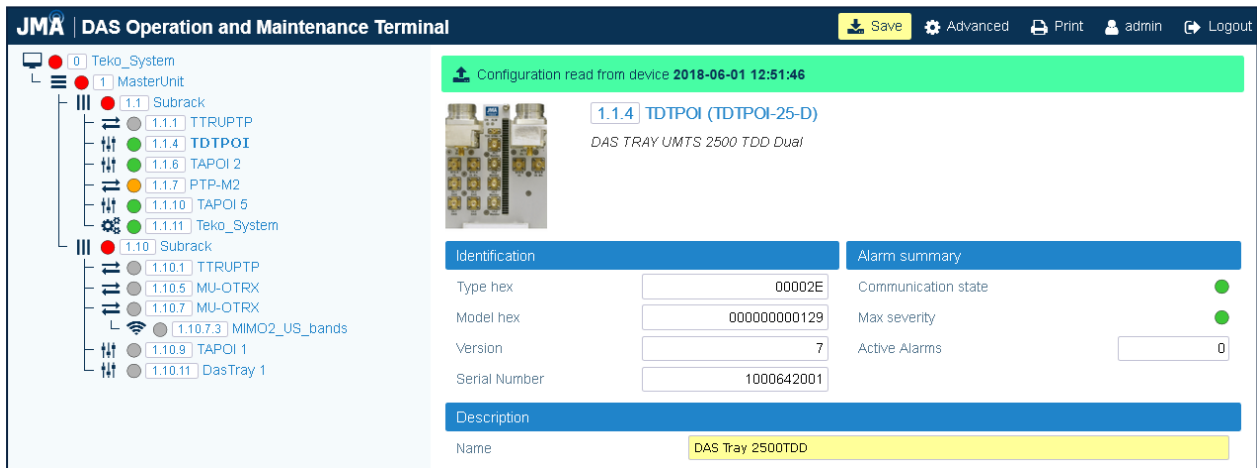 JMA DAS Operation and Maintenance Terminal Save Advanced Print admin Logout
0 Teko_System
1 MasterUnit
1.1 Subrack
1.1.1 TTRUPTP
1.1.4 TDTPOI
1.1.6 TAPOI 2
1.1.7 PTP-M2
1.1.10 TAPOI 5
1.1.11 Teko_System
1.10 Subrack
1.10.1 TTRUPTP
1.10.5 MU-OTRX
1.10.7 MU-OTRX
1.10.7.3 MIMO2_US_bands
1.10.9 TAPOI 1
1.10.11 DasTray 1
Configuration read from device 2018-06-01 12:51:46
1.1.4 TDTPOI (TDTPOI-25-D)
DAS TRAY UMTS 2500 TDD Dual
Identification
Type hex 00002E
Model hex 000000000129
Version 7
Serial Number 1000642001
Alarm summary
Communication state
Max severity
Active Alarms 0
Description
Name DAS Tray 2500TDD